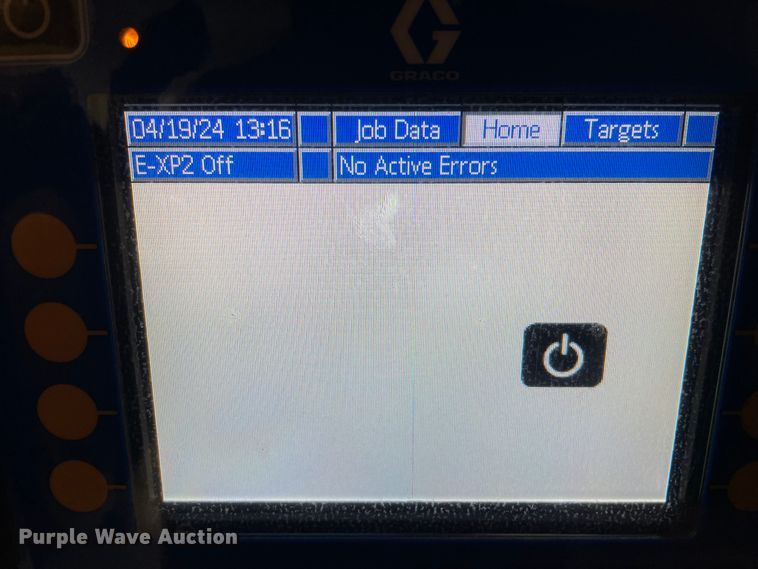 GRACO
04/19/24 13:16 Job Data Home Targets
E-XP2 Off No Active Errors
Purple Wave Auction